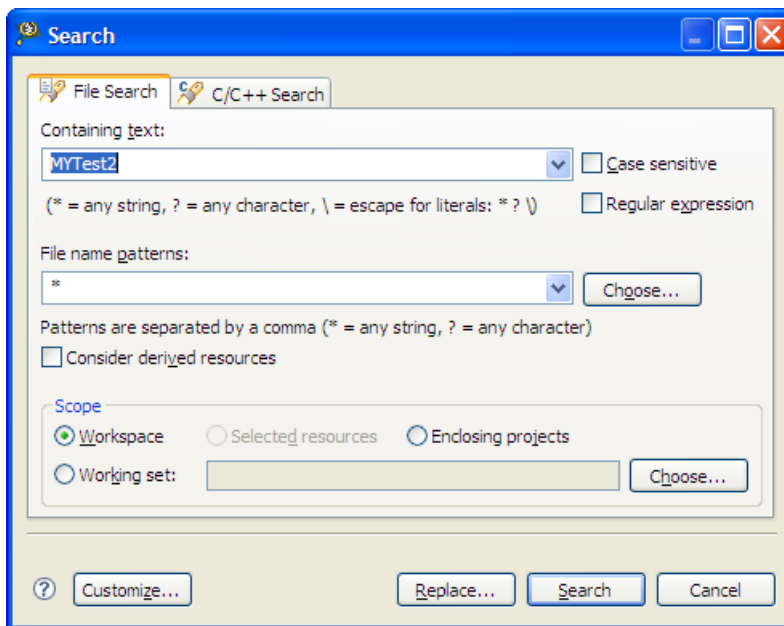 Search
File Search C/C++ Search
Containing text:
MYTest2 Case sensitive
(* = any string, ? = any character, \ = escape for literals: * ? \) Regular expression
File name patterns:
* Choose...
Patterns are separated by a comma (* = any string, ? = any character)
Consider derived resources
Scope
Workspace Selected resources Enclosing projects
Working set: Choose...
? Customize... Replace... Search Cancel